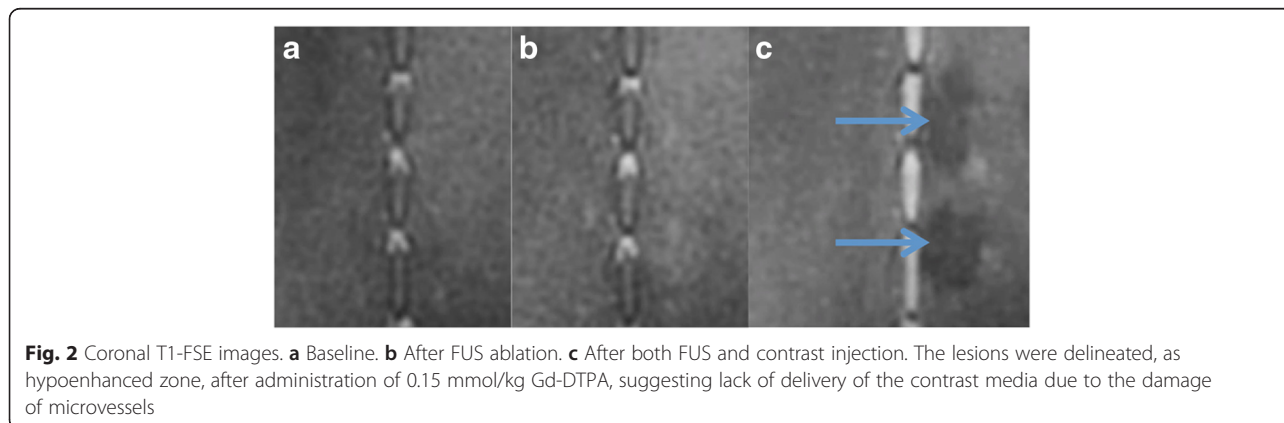 a
b
c
Fig. 2 Coronal T1-FSE images. a Baseline. b After FUS ablation. c After both FUS and contrast injection. The lesions were delineated, as
hypoenhanced zone, after administration of 0.15 mmol/kg Gd-DTPA, suggesting lack of delivery of the contrast media due to the damage
of microvessels